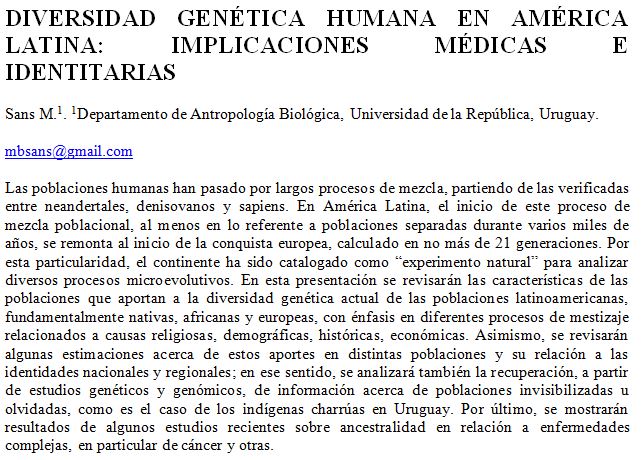 DIVERSIDAD GENÉTICA HUMANA EN AMÉRICA
LATINA: IMPLICACIONES MÉDICAS E
IDENTITARIAS
Sans M.¹. ¹Departamento de Antropología Biológica, Universidad de la República, Uruguay.
mbsans@gmail.com
Las poblaciones humanas han pasado por largos procesos de mezcla, partiendo de las verificadas
entre neandertales, denisovanos y sapiens. En América Latina, el inicio de este proceso de
mezcla poblacional, al menos en lo referente a poblaciones separadas durante varios miles de
años, se remonta al inicio de la conquista europea, calculado en no más de 21 generaciones. Por
esta particularidad, el continente ha sido catalogado como “experimento natural” para analizar
diversos procesos microevolutivos. En esta presentación se revisarán las características de las
poblaciones que aportan a la diversidad genética actual de las poblaciones latinoamericanas,
fundamentalmente nativas, africanas y europeas, con énfasis en diferentes procesos de mestizaje
relacionados a causas religiosas, demográficas, históricas, económicas. Asimismo, se revisarán
algunas estimaciones acerca de estos aportes en distintas poblaciones y su relación a las
identidades nacionales y regionales; en ese sentido, se analizará también la recuperación, a partir
de estudios genéticos y genómicos, de información acerca de poblaciones invisibilizadas u
olvidadas, como es el caso de los indígenas charrúas en Uruguay. Por último, se mostrarán
resultados de algunos estudios recientes sobre ancestralidad en relación a enfermedades
complejas, en particular de cáncer y otras.